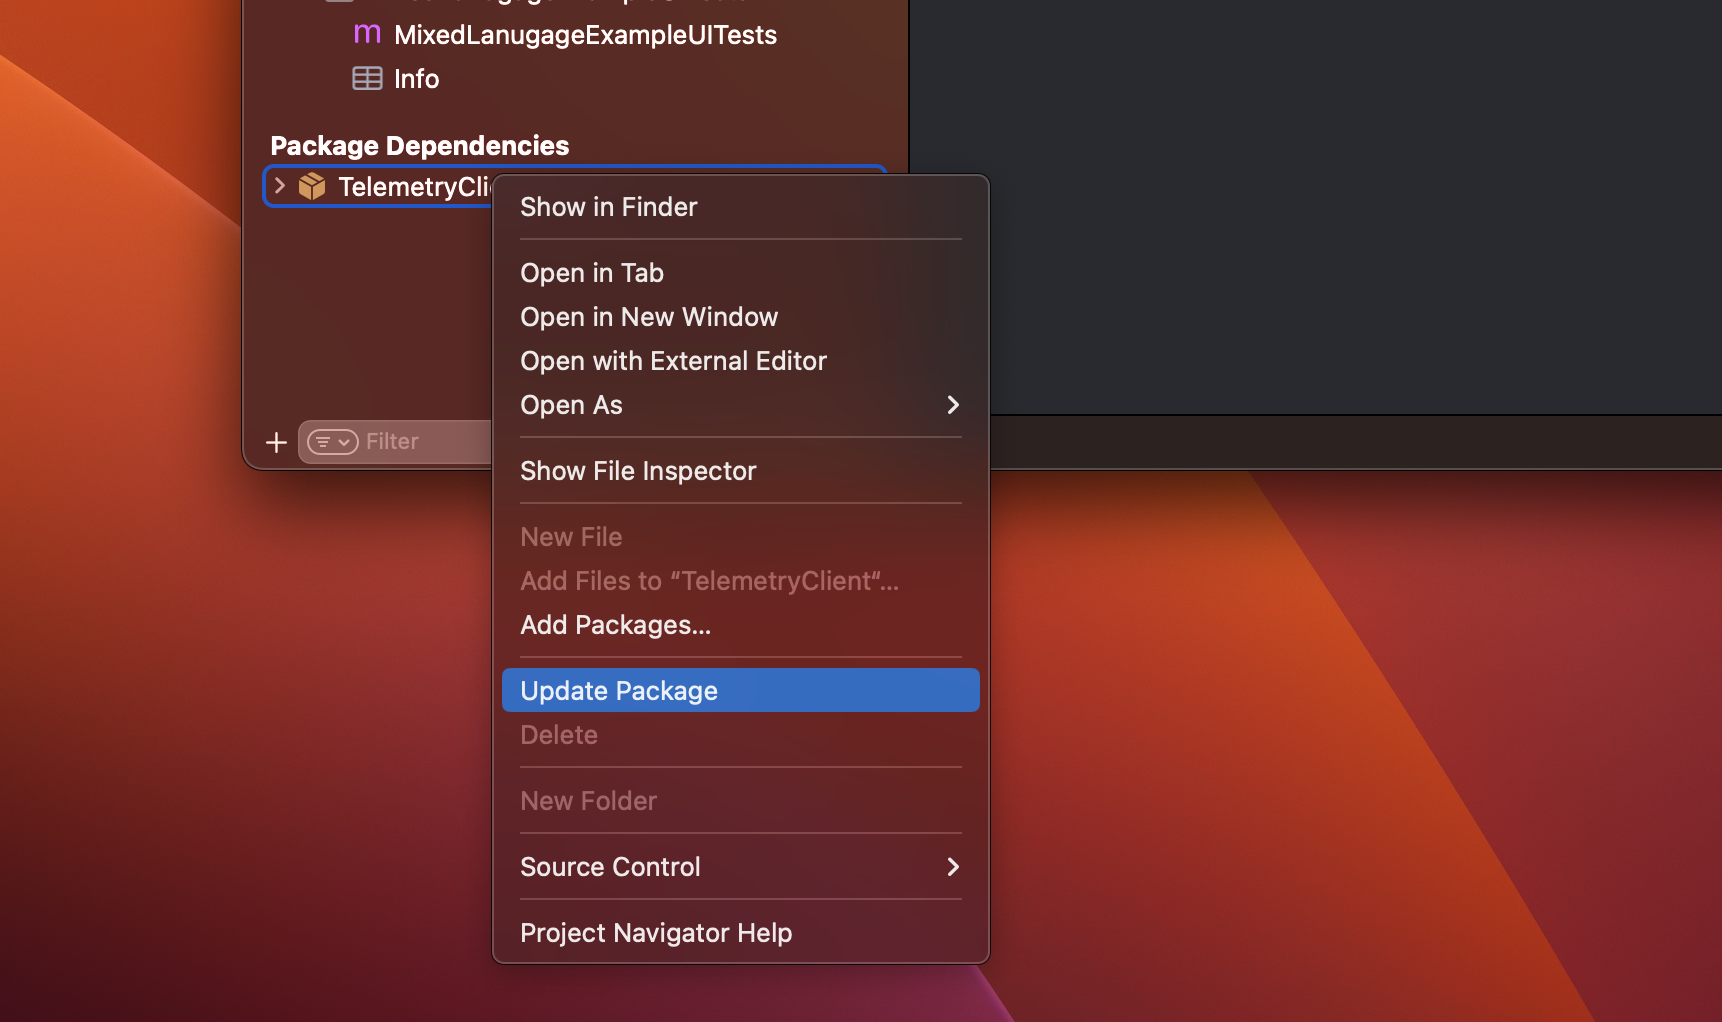 m MixedLanugageExampleUITests
Info
Package Dependencies
TelemetryCli
Show in Finder
Open in Tab
Open in New Window
Open with External Editor
Open As
Filter
Show File Inspector
New File
Add Files to “TelemetryClient“...
Add Packages...
Update Package
Delete
New Folder
Source Control
Project Navigator Help